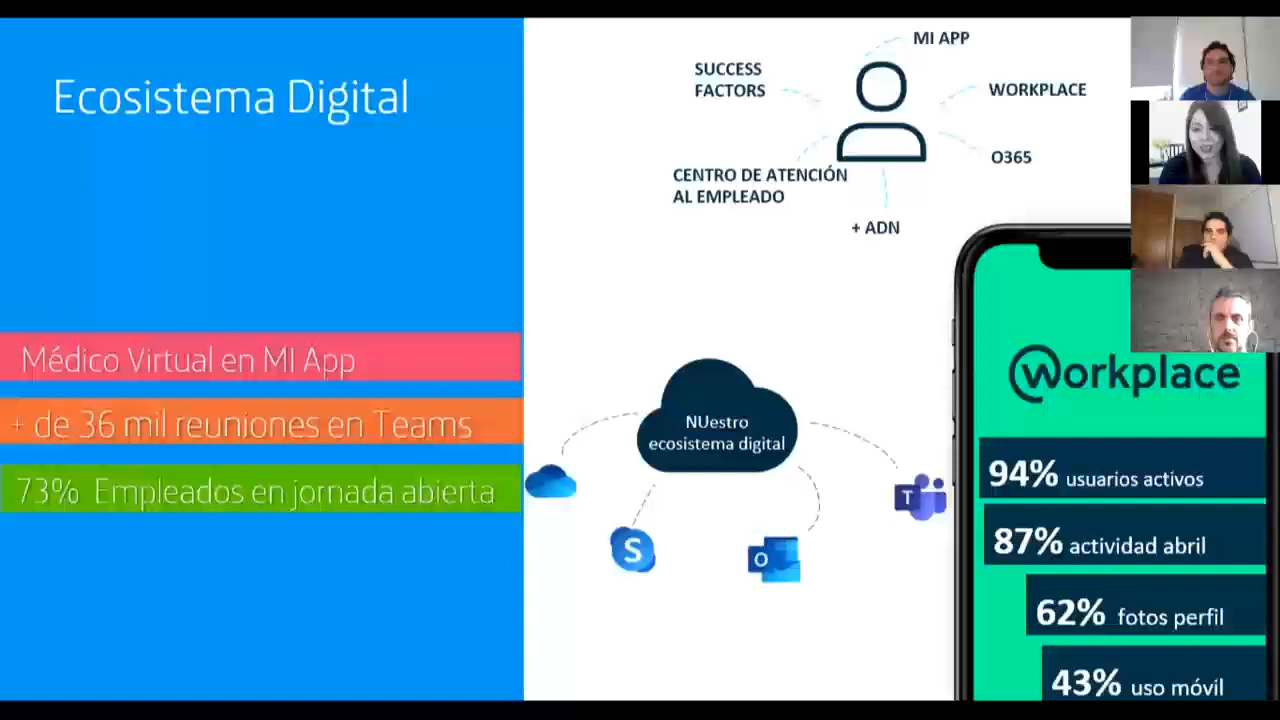 Ecosistema Digital
Médico Virtual en MI App
+ de 36 mil reuniones en Teams
73% Empleados en jornada abierta
MI APP
SUCCESS
FACTORS
WORKPLACE
O365
CENTRO DE ATENCIÓN
AL EMPLEADO
+ ADN
NUestro
ecosistema digital
S
O
T
Workplace
94% usuarios activos
87% actividad abril
62% fotos perfil
43% uso móvil